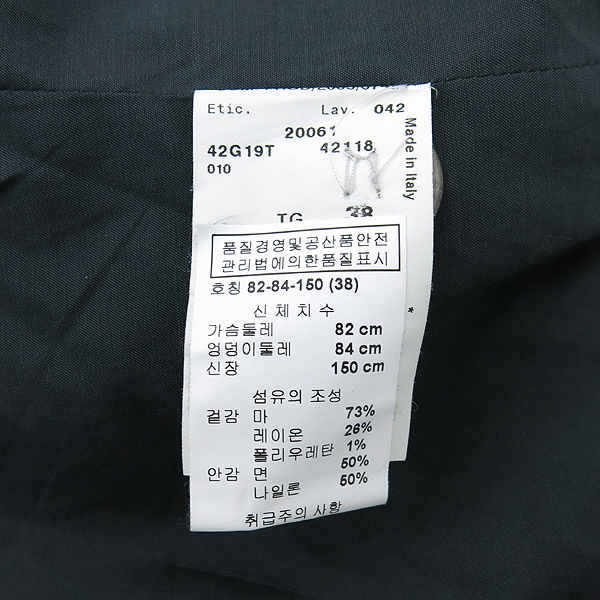 Etic. Lav. 042
20061
42G19T 42118
010
Made in Italy
TG 38
품질경영및공산품안전
관리법에의한품질표시
호칭 82-84-150 (38)
신 체 치 수
가슴둘레 82 cm
엉덩이둘레 84 cm
신장 150 cm
*
섬유의 조성
겉감 마 73%
레이온 26%
폴리우레탄 1%
안감 면 50%
나일론 50%
취급주의 사항